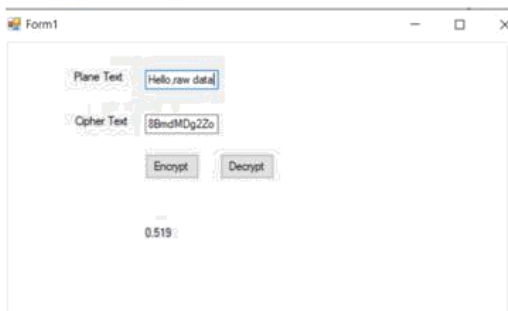 Form1
Plane Text Hello,raw data
Cipher Text 8BmdMDg2Zo
Encrypt Decrypt
0.519